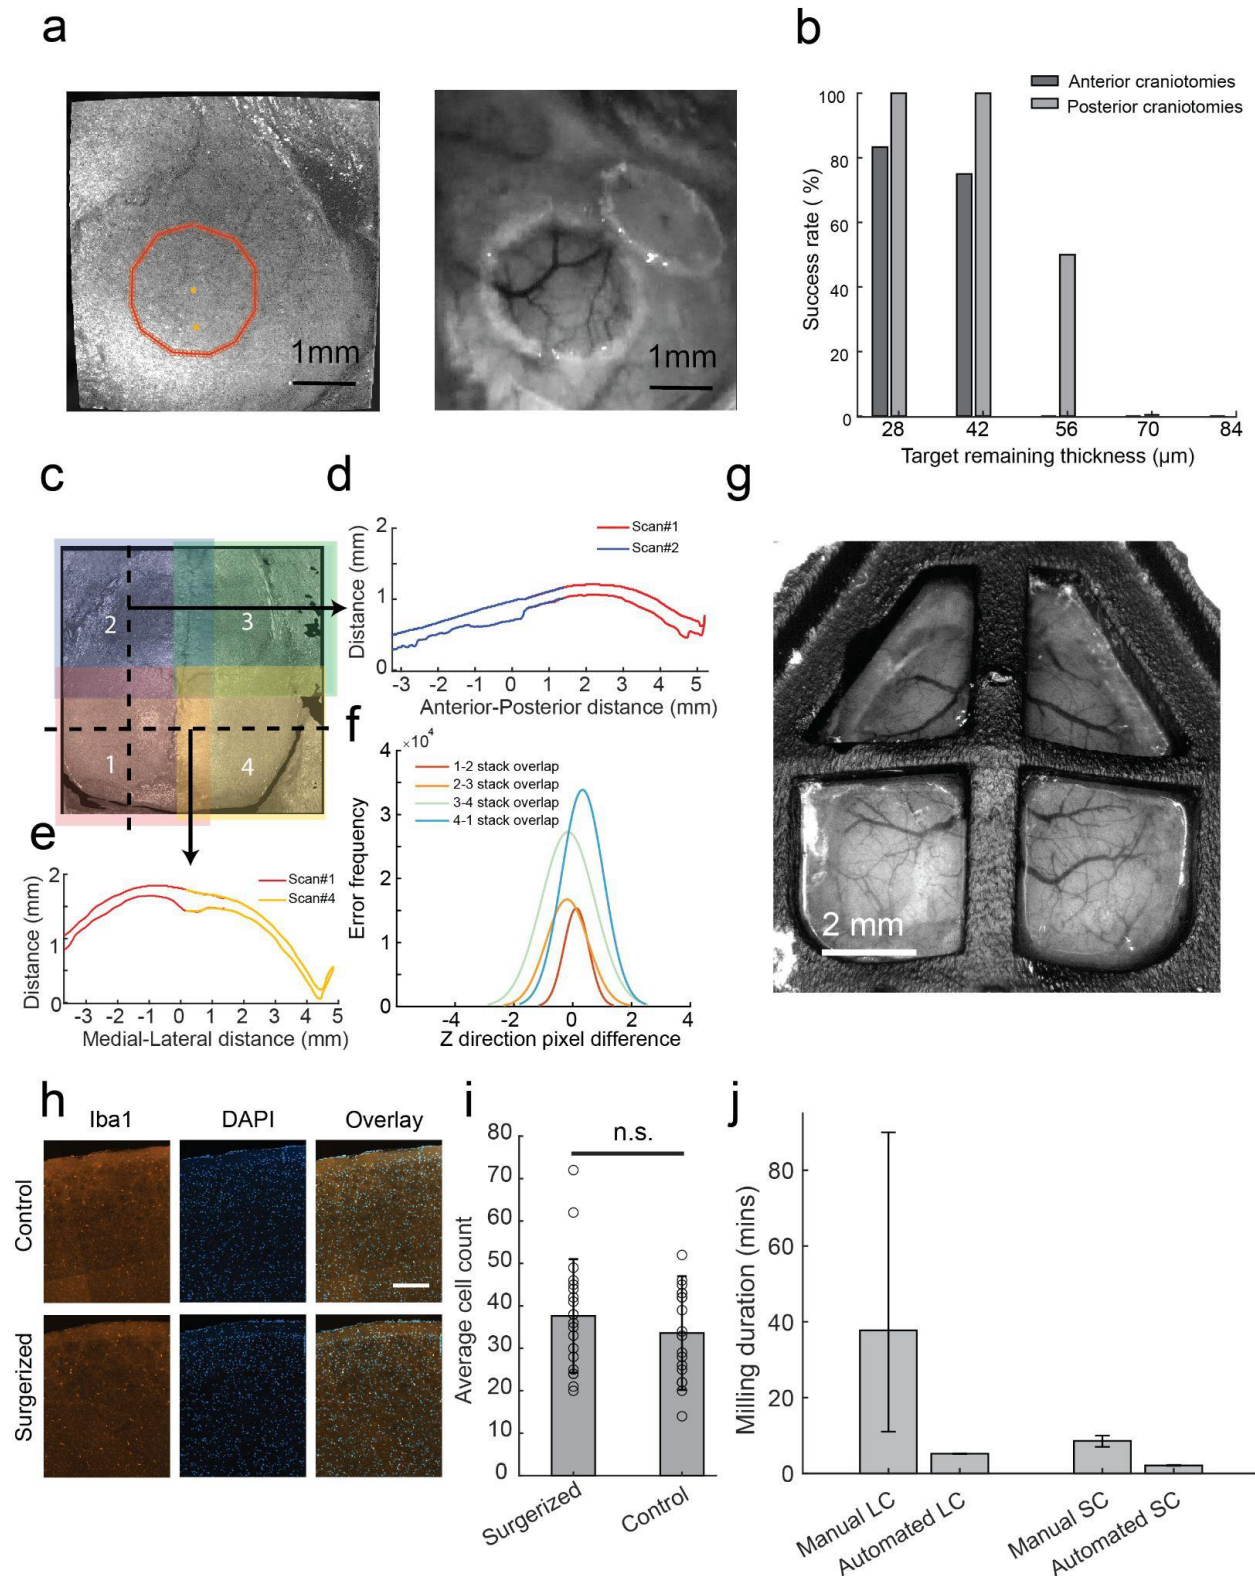 a
1mm
1mm
b
Anterior craniotomies
Posterior craniotomies
Success rate ( %)
100
80
60
40
20
0
28 42 56 70 84
Target remaining thickness (µm)
c
2
3
1
4
d
Scan#1
Scan#2
Distance (mm)
2
1
0
-3 -2 -1 0 1 2 3 4 5
Anterior-Posterior distance (mm)
e
Scan#1
Scan#4
Distance (mm)
2
1
0
-3 -2 -1 0 1 2 3 4 5
Medial-Lateral distance (mm)
f
×10⁴
1-2 stack overlap
2-3 stack overlap
3-4 stack overlap
4-1 stack overlap
Error frequency
4
3
2
1
0
-4 -2 0 2 4
Z direction pixel difference
g
2 mm
h
Iba1 DAPI Overlay
Control
Surgerized
i
n.s.
Average cell count
80
70
60
50
40
30
20
10
0
Surgerized
Control
j
Milling duration (mins)
80
60
40
20
0
Manual LC
Automated LC
Manual SC
Automated SC